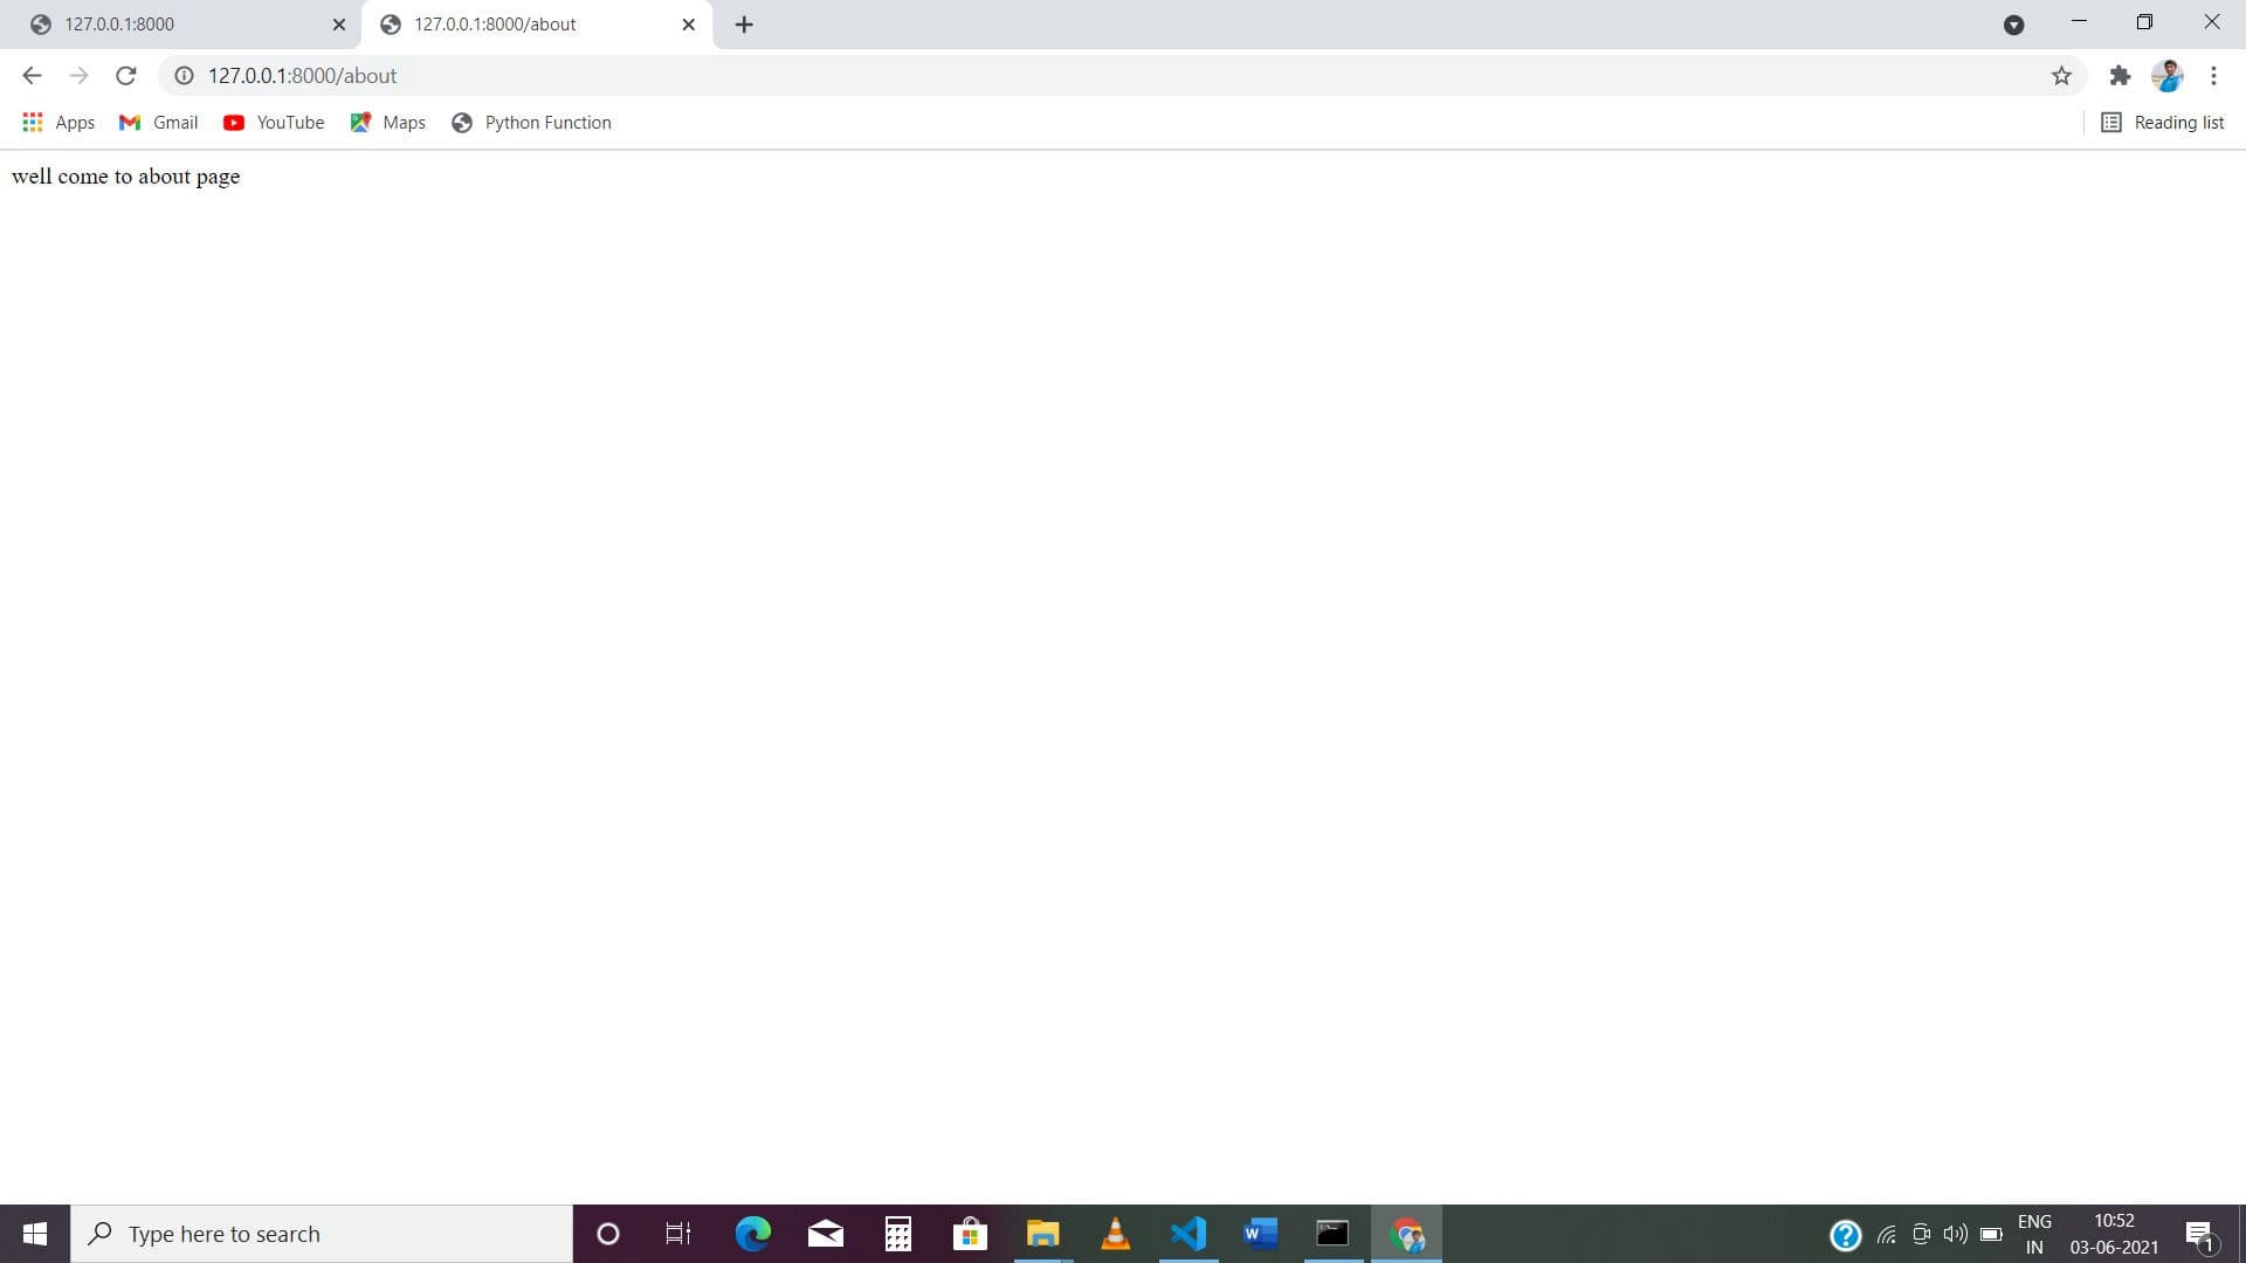 127.0.0.1:8000
127.0.0.1:8000/about
127.0.0.1:8000/about
Apps
Gmail
YouTube
Maps
Python Function
Reading list
well come to about page
Type here to search
W
ENG
IN
10:52
03-06-2021
1